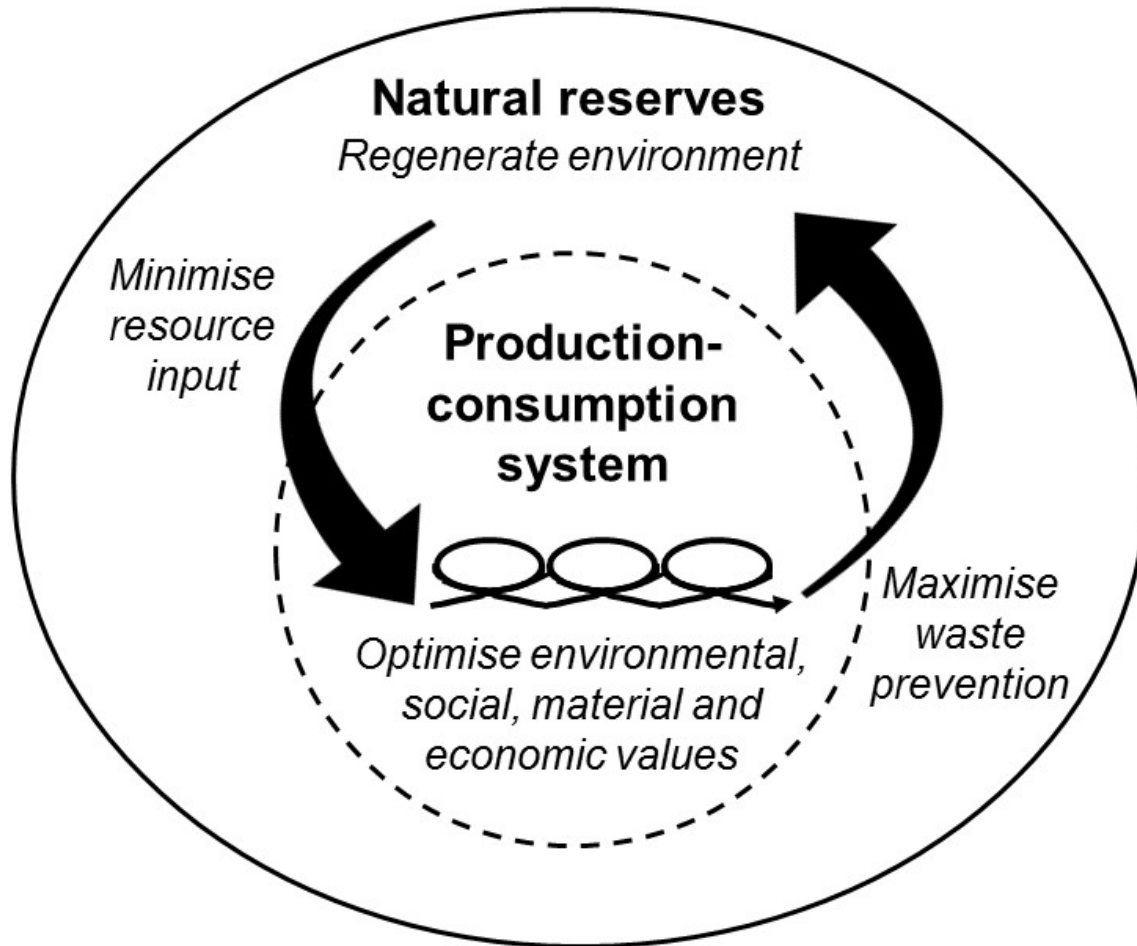 Natural reserves
Regenerate environment
Minimise
resource
input
Production-
consumption
system
Optimise environmental,
social, material and
economic values
Maximise
waste
prevention